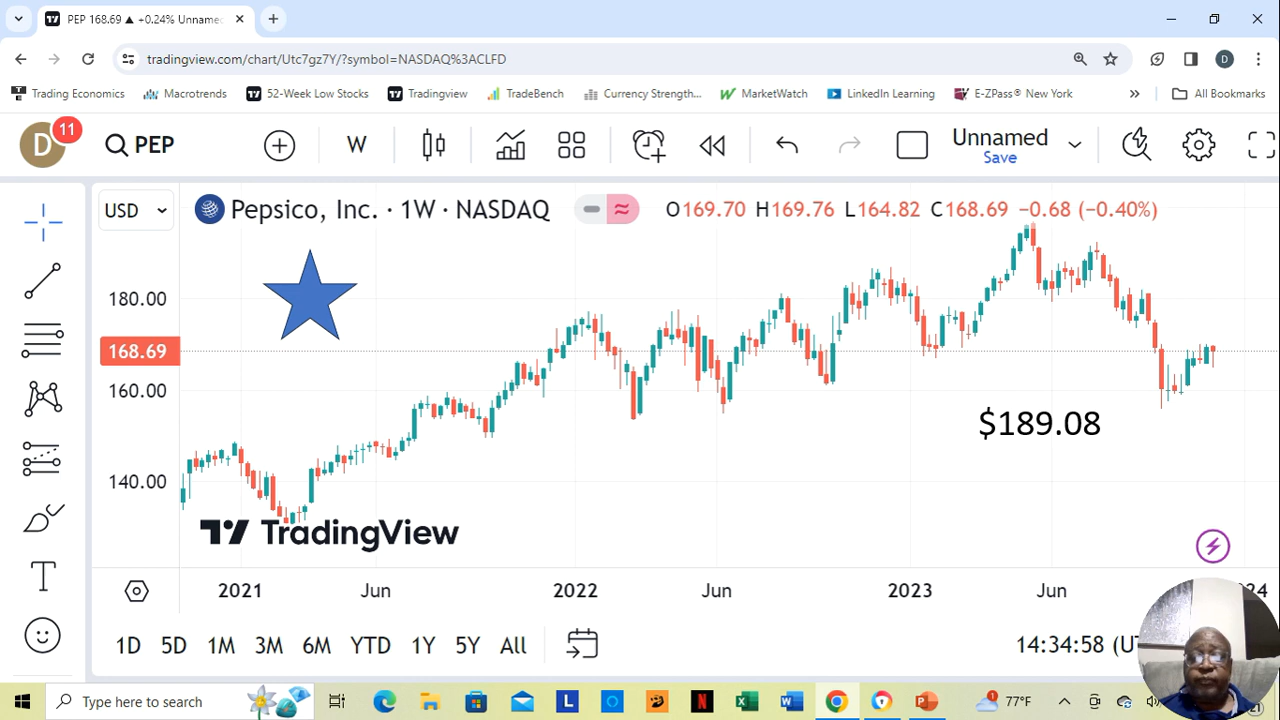 PEP 168.69 ▲ +0.24% Unname
tradingview.com/chart/Utc7gz7Y/?symbol=NASDAQ%3ACLFD
D
Trading Economics
Macrotrends
52-Week Low Stocks
Tradingview
TradeBench
Currency Strength...
MarketWatch
LinkedIn Learning
E-ZPass® New York
»
All Bookmarks
D
11
PEP
W
Unnamed
Save
USD
Pepsico, Inc. · 1W · NASDAQ
O169.70 H169.76 L164.82 C168.69 −0.68 (−0.40%)
180.00
168.69
160.00
140.00
$189.08
TradingView
2021
Jun
2022
Jun
2023
Jun
1D 5D 1M 3M 6M YTD 1Y 5Y All
14:34:58 (UT
Type here to search
L
1
77°F